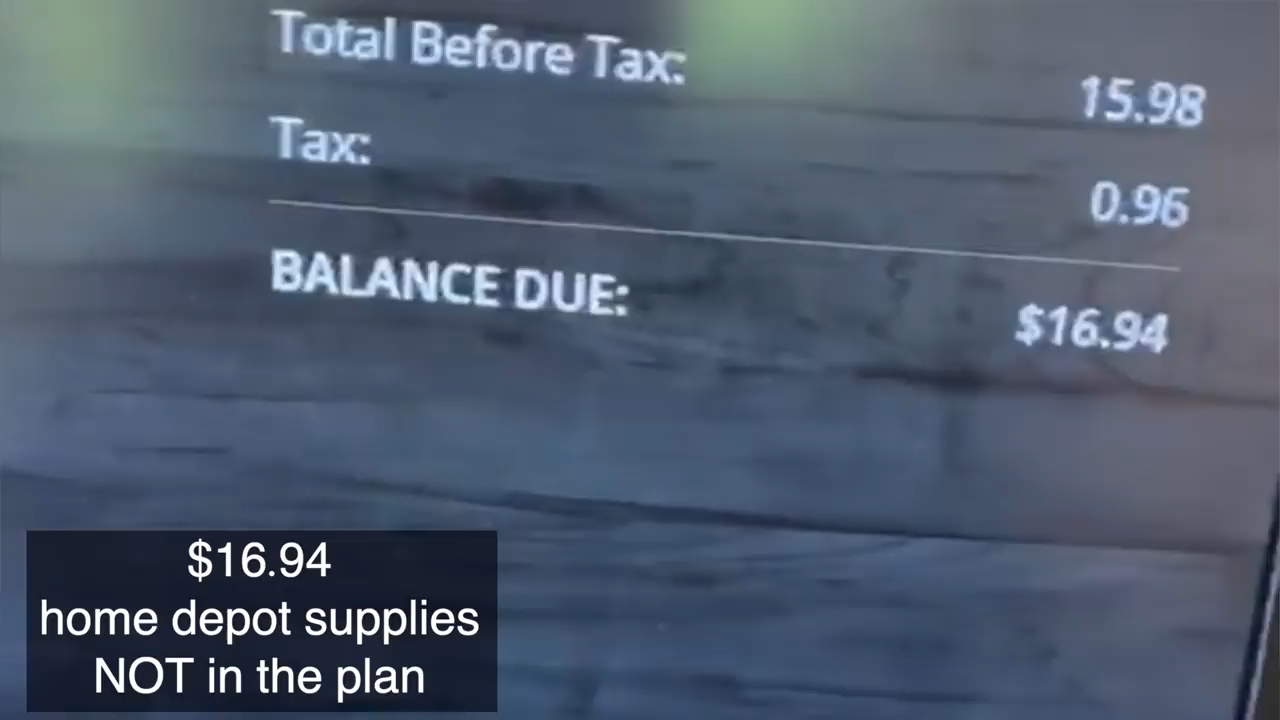 Total Before Tax: 15.98
Tax: 0.96
BALANCE DUE: $16.94
$16.94
home depot supplies
NOT in the plan